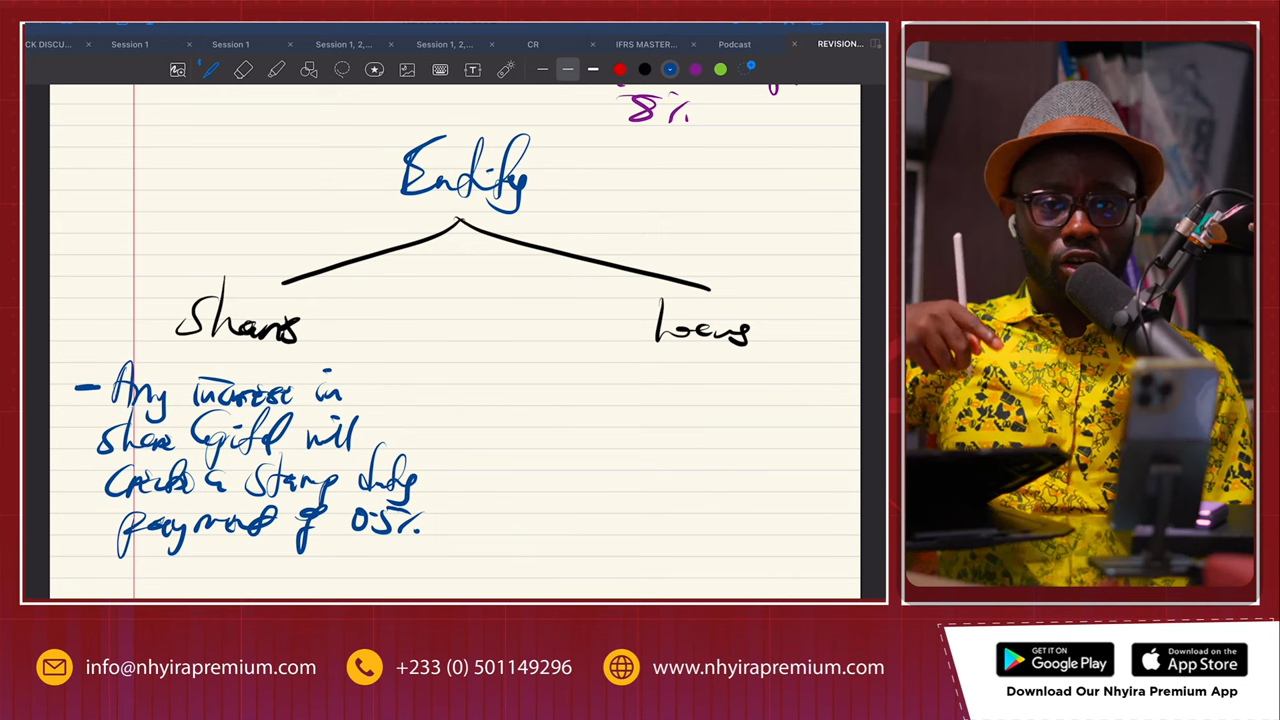 CK DISCU...
Session 1
Session 1
Session 1, 2,...
Session 1, 2,...
CR
IFRS MASTER...
Podcast
REVISION...
8%
Entity
Shares
Loans
- Any increase in
share Capital will
create a stamp duty
payment of 0.5%
info@nhyirapremium.com
+233 (0) 501149296
www.nhyirapremium.com
GET IT ON
Google Play
Download on the
App Store
Download Our Nhyira Premium App